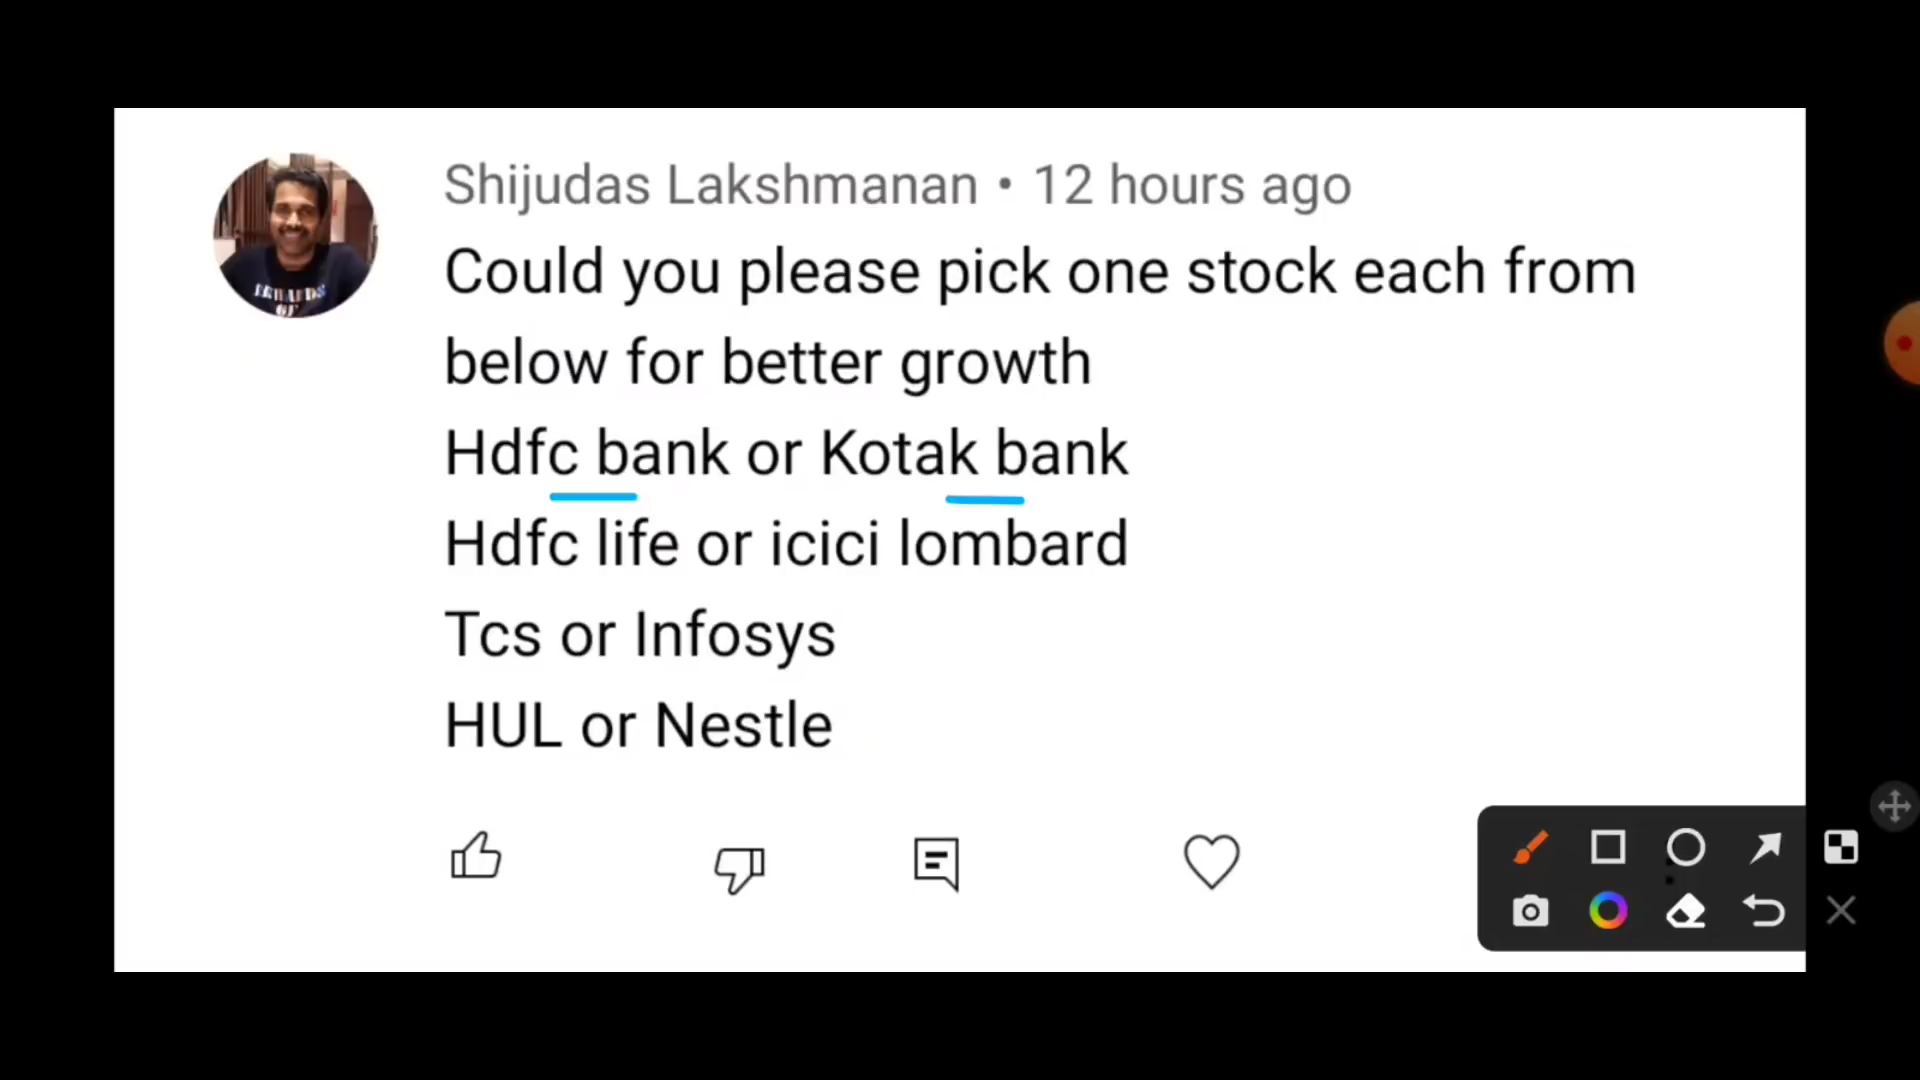 Shijudas Lakshmanan • 12 hours ago
Could you please pick one stock each from
below for better growth
Hdfc bank or Kotak bank
Hdfc life or icici lombard
Tcs or Infosys
HUL or Nestle